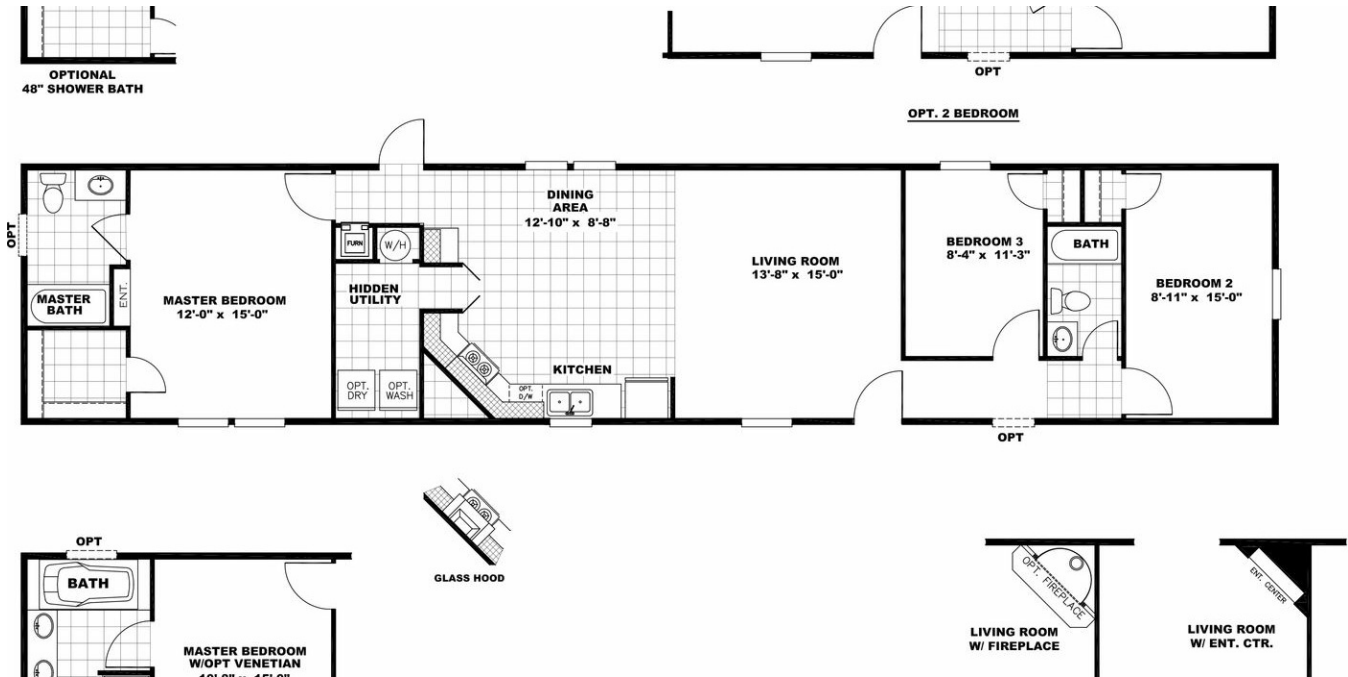 OPTIONAL
48" SHOWER BATH
OPT
OPT. 2 BEDROOM
OPT
MASTER
BATH
ENT.
MASTER BEDROOM
12'-0" x 15'-0"
FURN
W/H
HIDDEN
UTILITY
OPT.
DRY
OPT.
WASH
DINING
AREA
12'-10" x 8'-8"
KITCHEN
OPT.
D/W
LIVING ROOM
13'-8" x 15'-0"
BEDROOM 3
8'-4" x 11'-3"
BATH
BEDROOM 2
8'-11" x 15'-0"
OPT
GLASS HOOD
OPT
BATH
MASTER BEDROOM
W/OPT VENETIAN
OPT. FIREPLACE
LIVING ROOM
W/ FIREPLACE
ENT. CENTER
LIVING ROOM
W/ ENT. CTR.